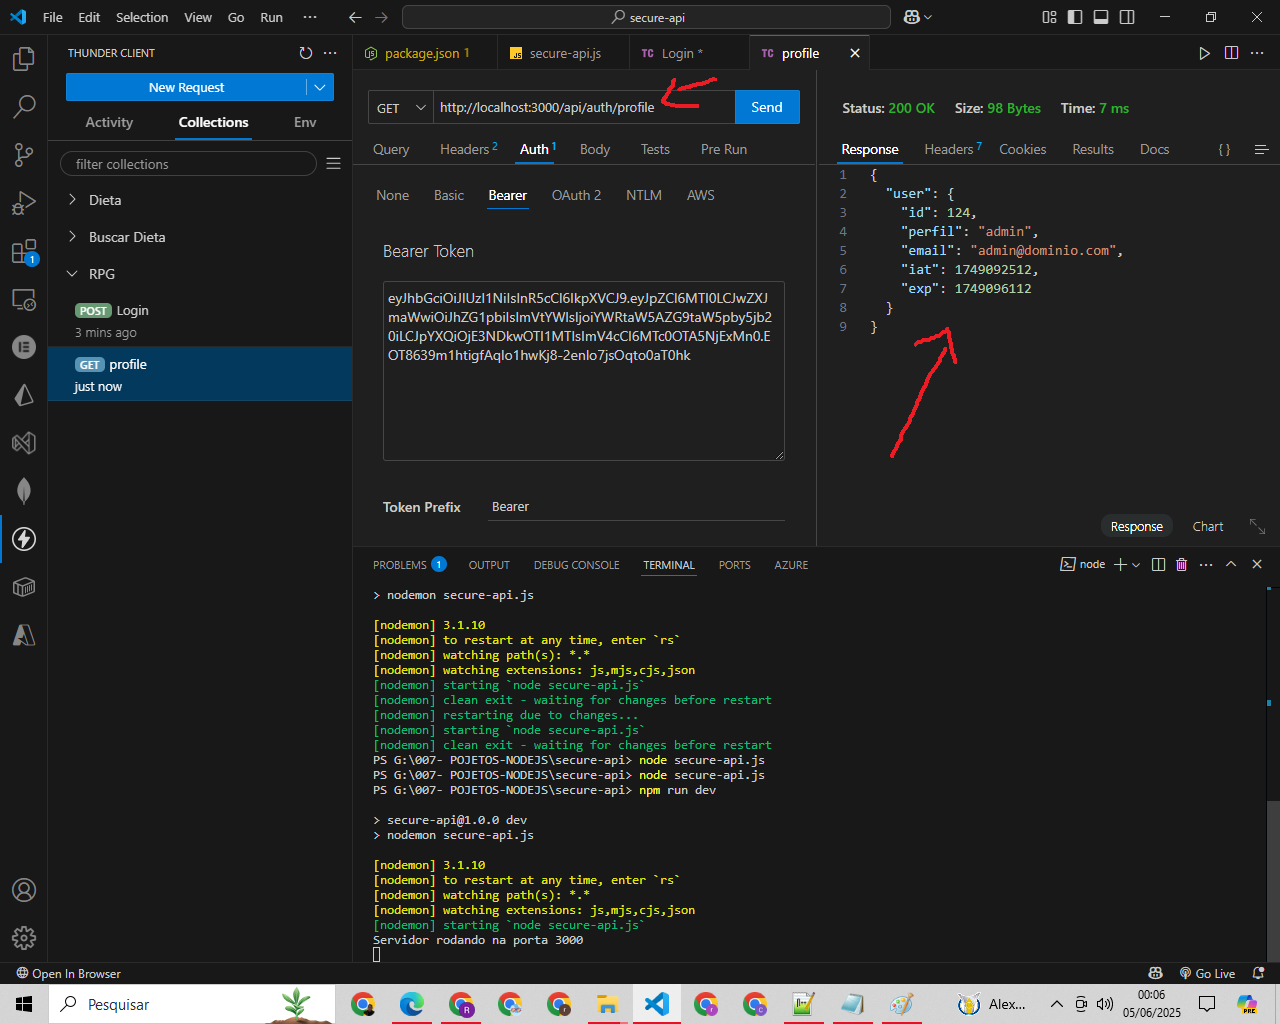 File Edit Selection View Go Run ··· secure-api
THUNDER CLIENT
New Request
Activity Collections Env
filter collections
Dieta
Buscar Dieta
RPG
POST Login
3 mins ago
GET profile
just now
package.json 1
secure-api.js
TC Login *
TC profile
GET http://localhost:3000/api/auth/profile Send
Query Headers 2 Auth 1 Body Tests Pre Run
None Basic Bearer OAuth 2 NTLM AWS
Bearer Token
Token Prefix Bearer
Status: 200 OK Size: 98 Bytes Time: 7 ms
Response Headers 7 Cookies Results Docs { }
1 {
2 "user": {
3 "id": 124,
4 "perfil": "admin",
5 "email": "admin@dominio.com",
6 "iat": 1749092512,
7 "exp": 1749096112
8 }
9 }
Response Chart
PROBLEMS 1 OUTPUT DEBUG CONSOLE TERMINAL PORTS AZURE node
> nodemon secure-api.js
[nodemon] 3.1.10
[nodemon] to restart at any time, enter `rs`
[nodemon] watching path(s): *.*
[nodemon] watching extensions: js,mjs,cjs,json
[nodemon] starting `node secure-api.js`
[nodemon] clean exit - waiting for changes before restart
[nodemon] restarting due to changes...
[nodemon] starting `node secure-api.js`
[nodemon] clean exit - waiting for changes before restart
PS G:\007- POJETOS-NODEJS\secure-api> node secure-api.js
PS G:\007- POJETOS-NODEJS\secure-api> node secure-api.js
PS G:\007- POJETOS-NODEJS\secure-api> npm run dev
> secure-api@1.0.0 dev
> nodemon secure-api.js
[nodemon] 3.1.10
[nodemon] to restart at any time, enter `rs`
[nodemon] watching path(s): *.*
[nodemon] watching extensions: js,mjs,cjs,json
[nodemon] starting `node secure-api.js`
Servidor rodando na porta 3000
1
Open In Browser Go Live
Pesquisar Alex... 00:06
05/06/2025